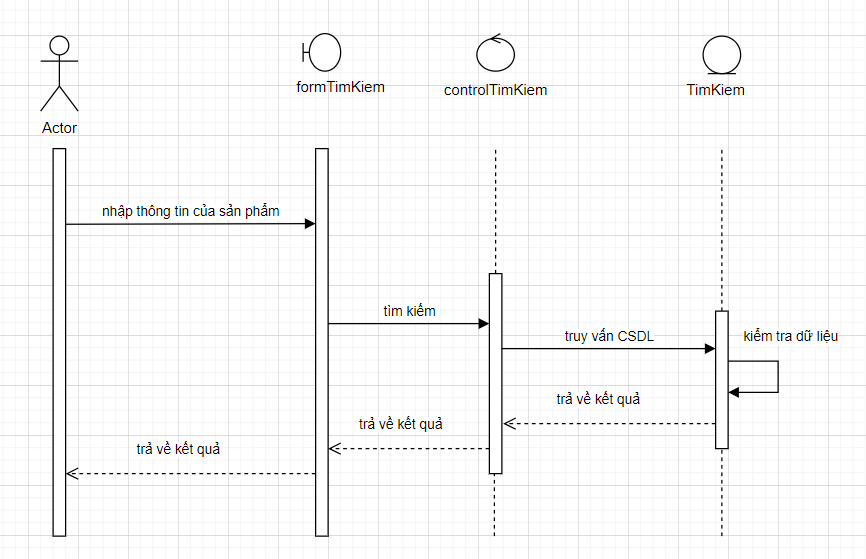 formTimKiem
controlTimKiem
TimKiem
Actor
nhập thông tin của sản phẩm
tìm kiếm
truy vấn CSDL
kiểm tra dữ liệu
trả về kết quả
trả về kết quả
trả về kết quả